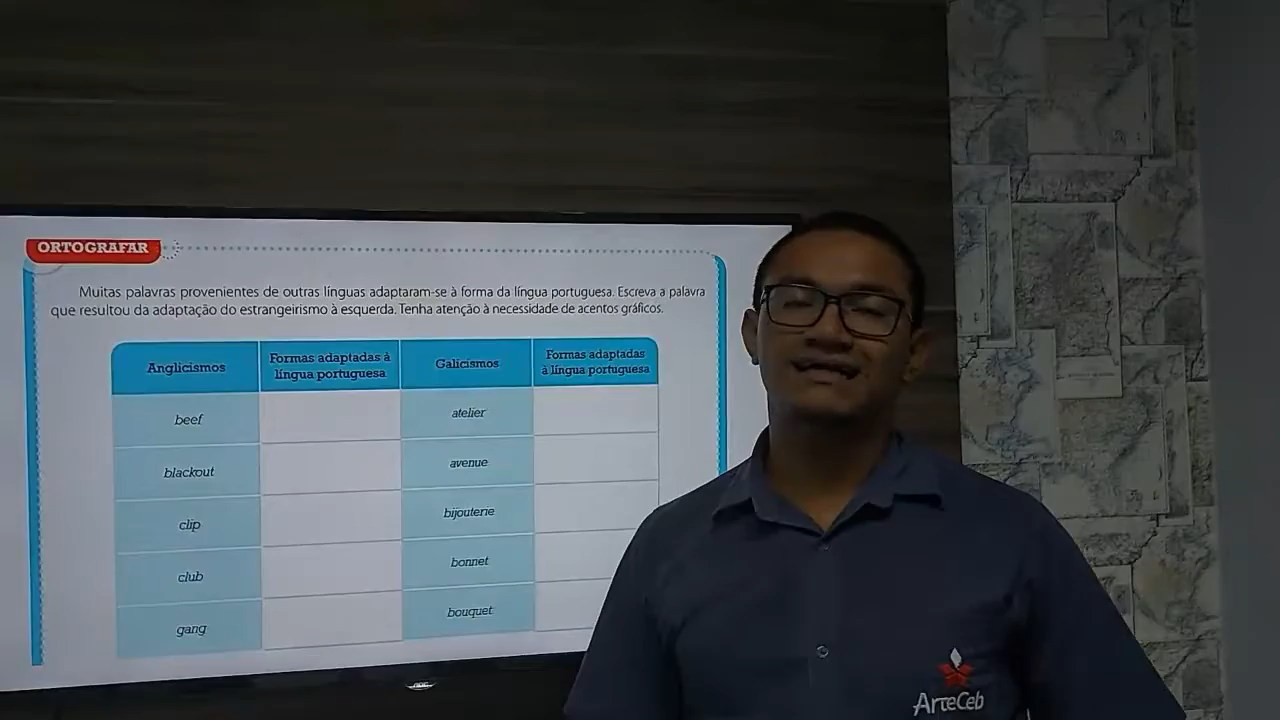 ORTOGRAFAR
Muitas palavras provenientes de outras línguas adaptaram-se à forma da língua portuguesa. Escreva a palavra
que resultou da adaptação do estrangeirismo à esquerda. Tenha atenção à necessidade de acentos gráficos.
Anglicismos
Formas adaptadas à
língua portuguesa
Galicismos
Formas adaptadas
à língua portuguesa
beef
atelier
blackout
avenue
clip
bijouterie
club
bonnet
gang
bouquet
AOC
ArteCeb